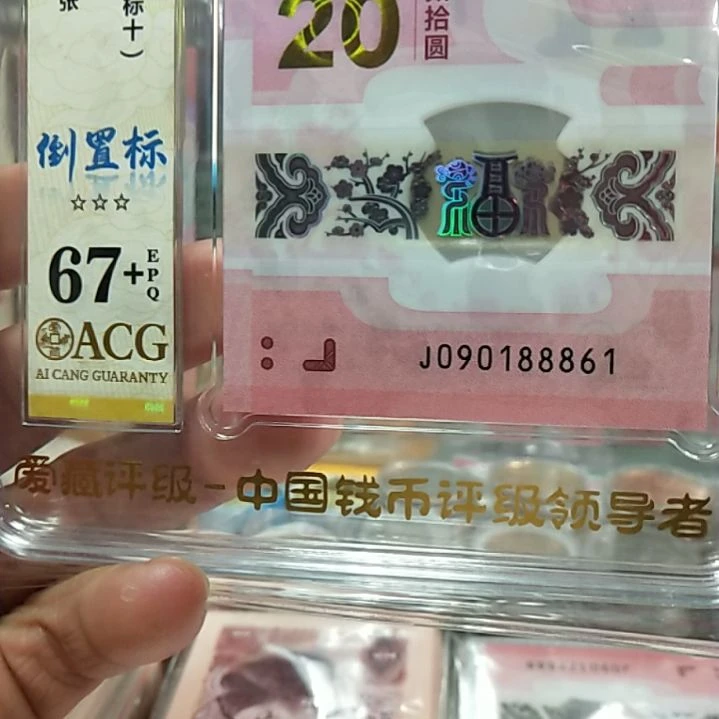 张
标十）
倒置标
☆☆☆
67+
EPQ
ACG
AI CANG GUARANTY
20
拾圆
J090188861
爱藏评级-中国钱币评级领导者